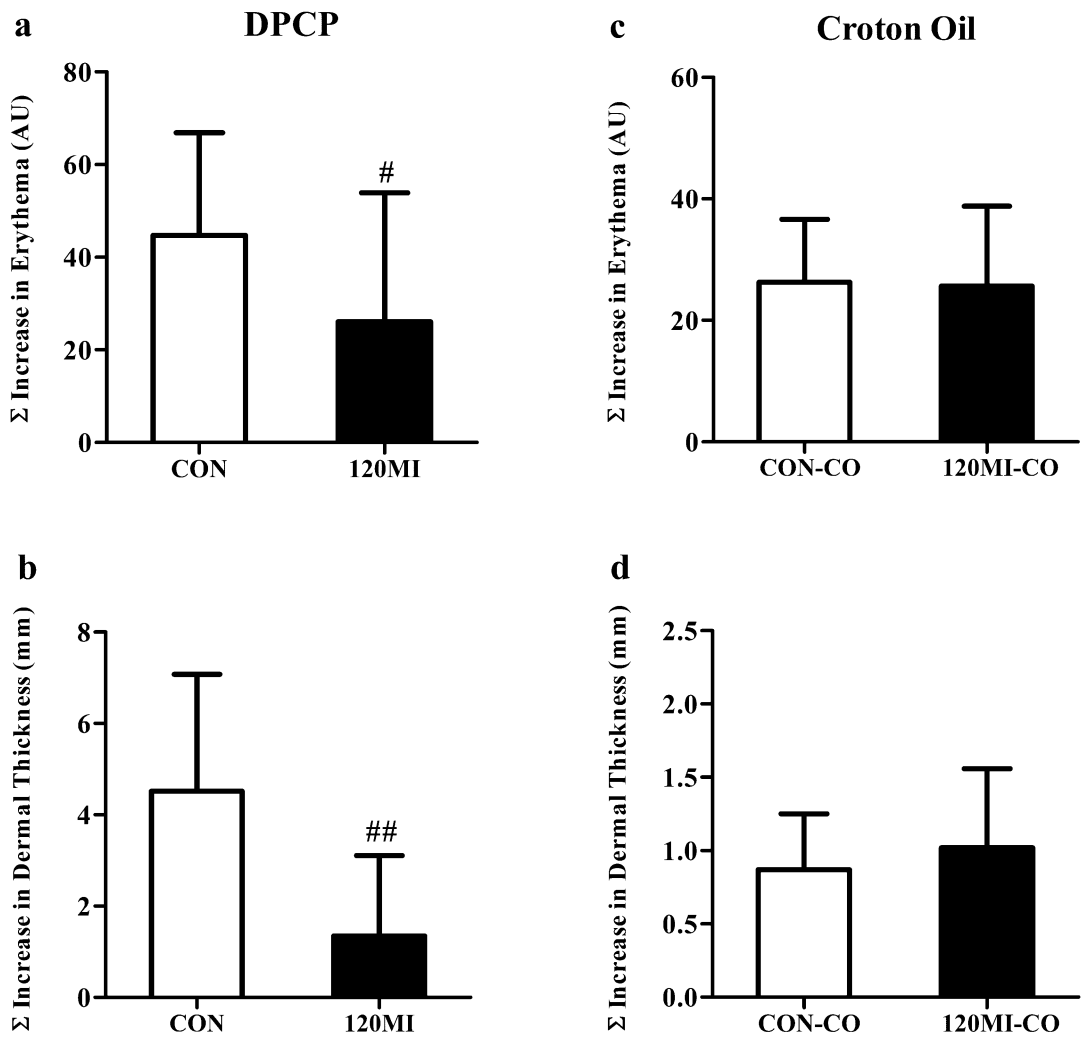 a
DPCP
Σ Increase in Erythema (AU)
80
60
40
20
0
#
CON
120MI
c
Croton Oil
Σ Increase in Erythema (AU)
60
40
20
0
CON-CO
120MI-CO
b
Σ Increase in Dermal Thickness (mm)
8
6
4
2
0
##
CON
120MI
d
Σ Increase in Dermal Thickness (mm)
2.5
2.0
1.5
1.0
0.5
0.0
CON-CO
120MI-CO